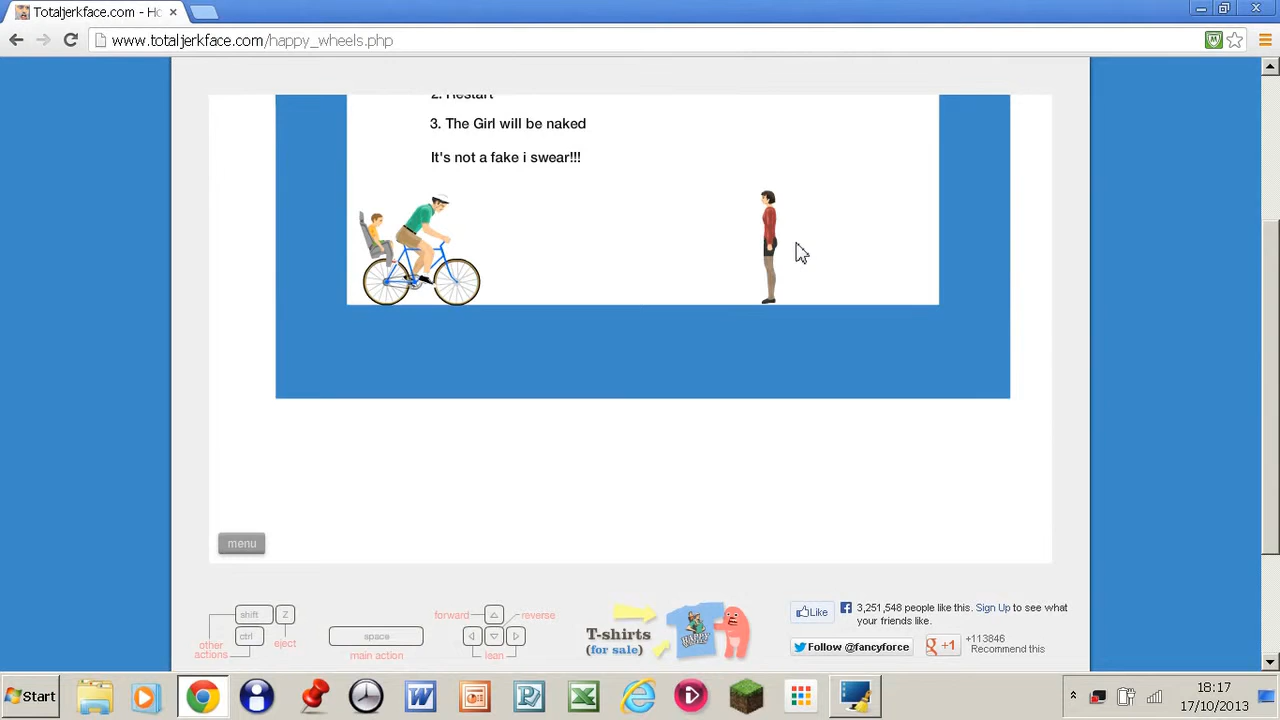 Totaljerkface.com - Ho
www.totaljerkface.com/happy_wheels.php
2. Restart
3. The Girl will be naked
It's not a fake i swear!!!
menu
shift
Z
ctrl
eject
other
actions
space
main action
forward
reverse
lean
T-shirts
(for sale)
HAPPY WHEELS
Like
3,251,548 people like this. Sign Up to see what
your friends like.
Follow @fancyforce
+1
+113846
Recommend this
Start
18:17
17/10/2013